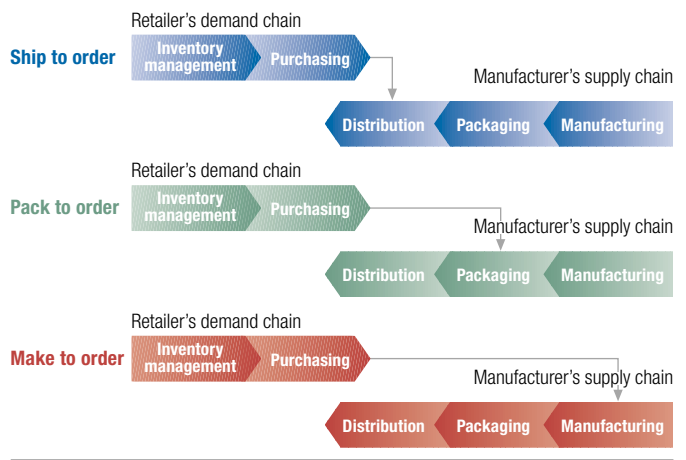 Retailer's demand chain
Ship to order
Inventory
management
Purchasing
Manufacturer's supply chain
Distribution
Packaging
Manufacturing
Retailer's demand chain
Pack to order
Inventory
management
Purchasing
Manufacturer's supply chain
Distribution
Packaging
Manufacturing
Retailer's demand chain
Make to order
Inventory
management
Purchasing
Manufacturer's supply chain
Distribution
Packaging
Manufacturing